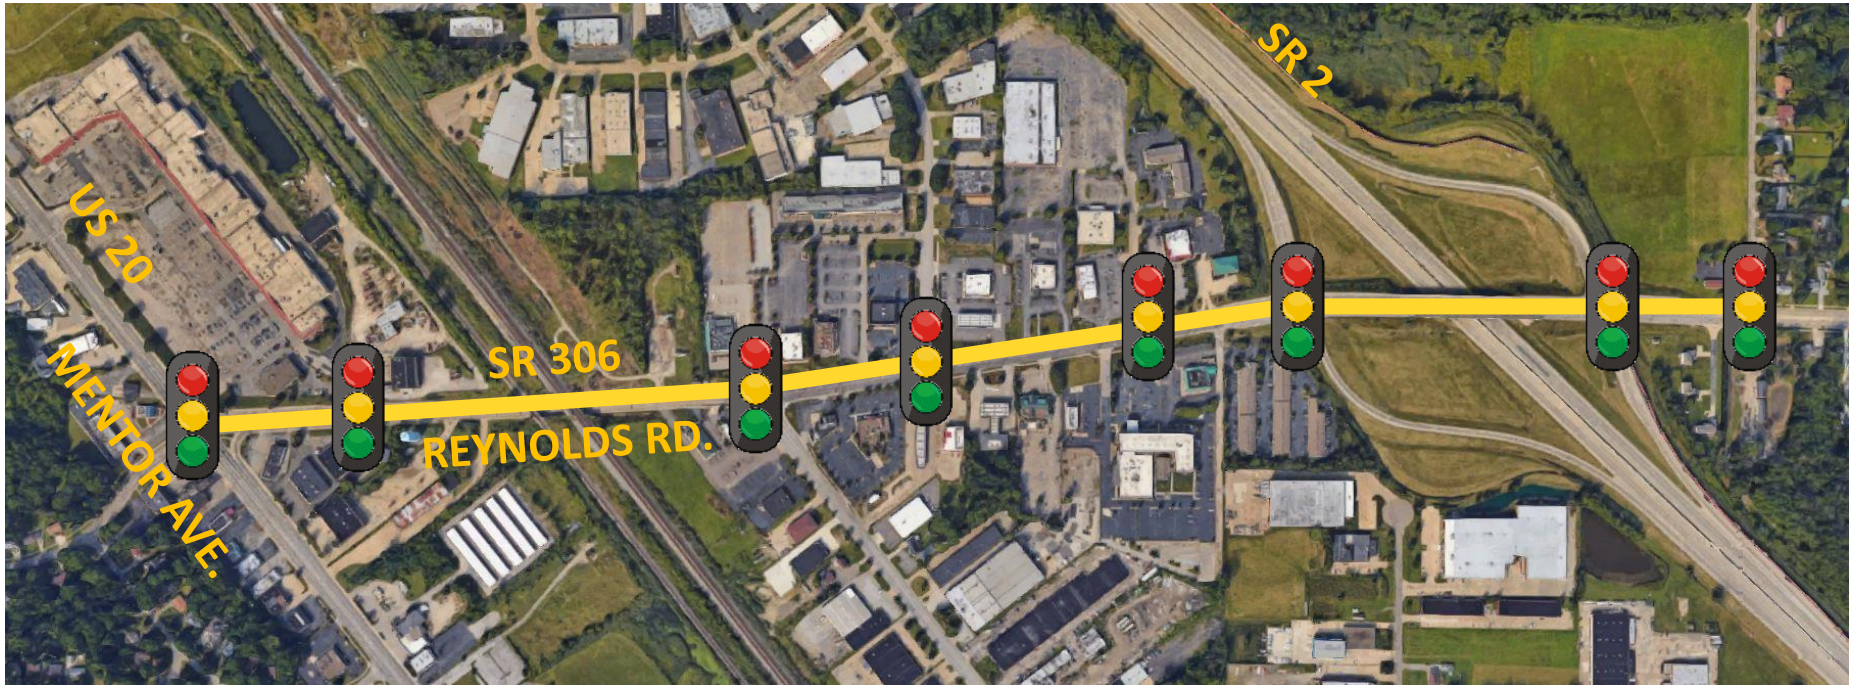 SR 2
US 20
SR 306
REYNOLDS RD.
MENTOR AVE.